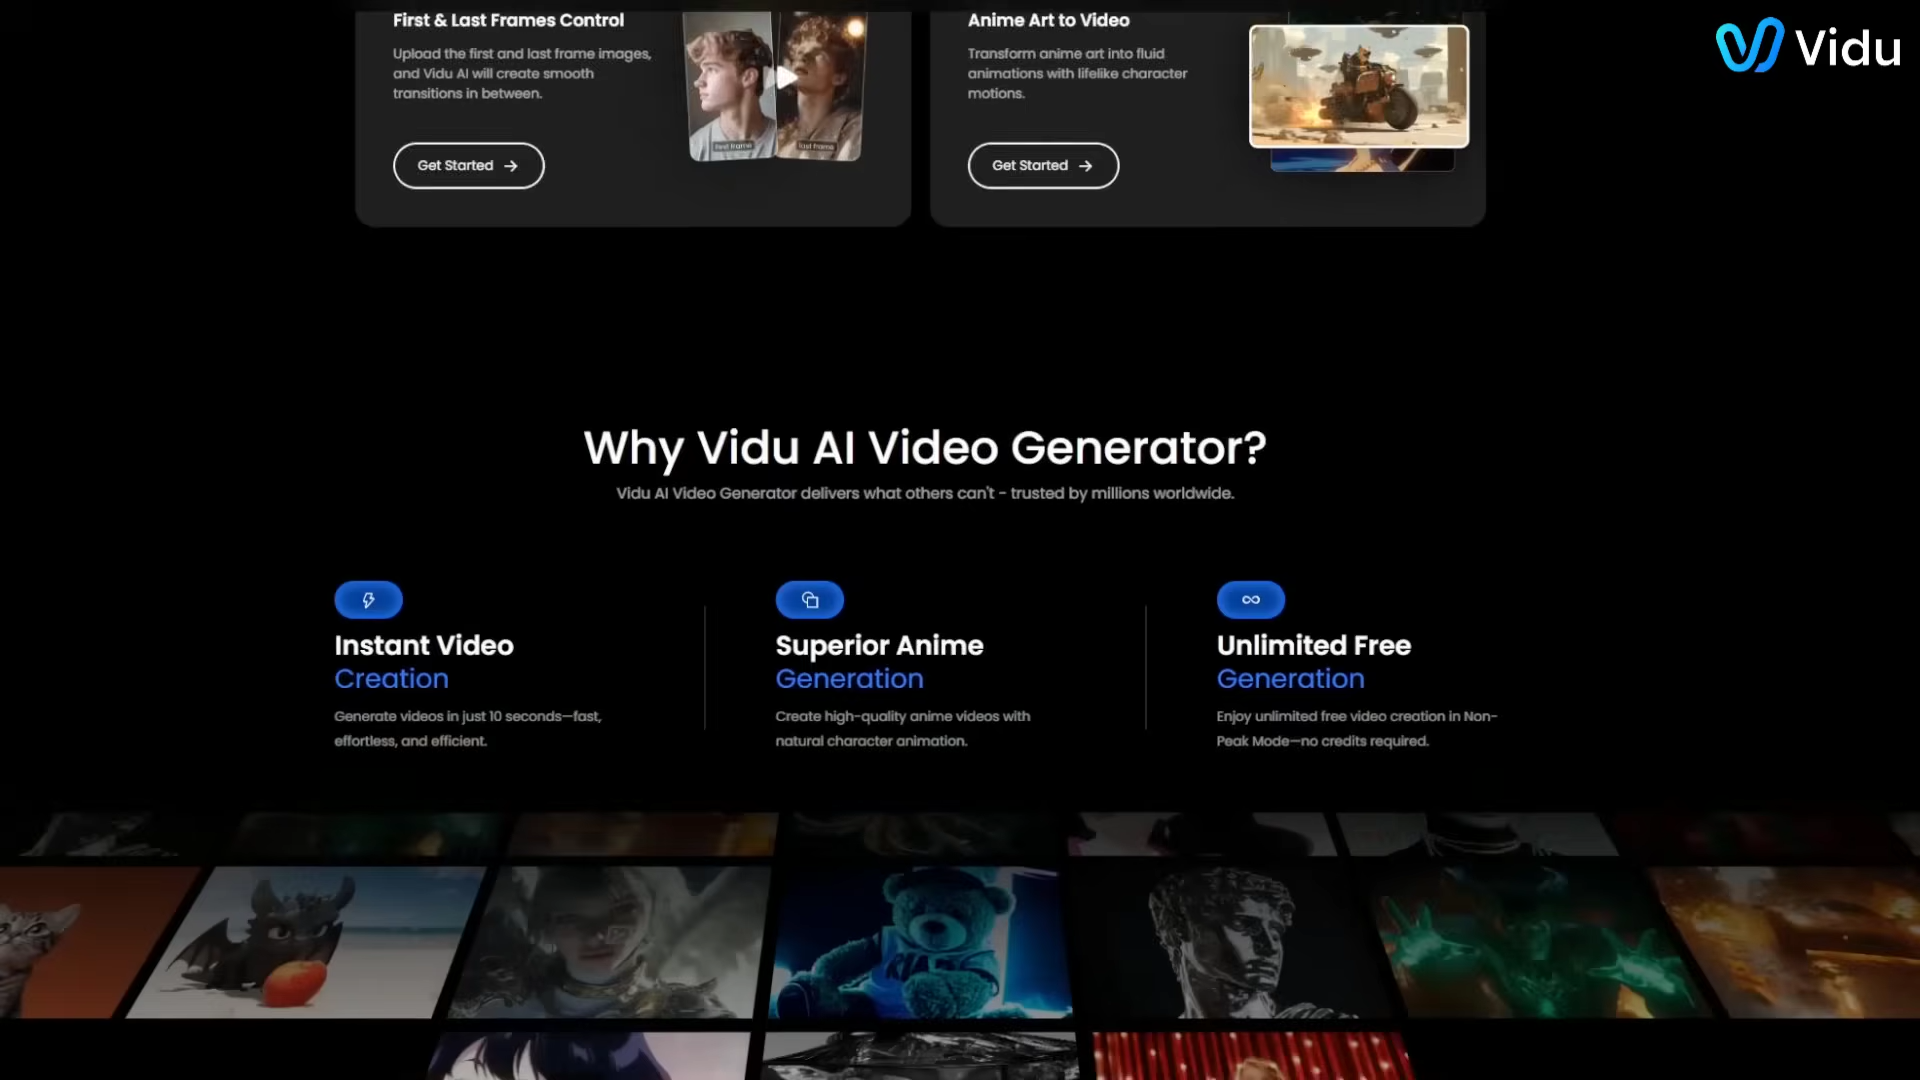 First & Last Frames Control
Upload the first and last frame images,
and Vidu AI will create smooth
transitions in between.
Get Started
first frame
last frame
Anime Art to Video
Transform anime art into fluid
animations with lifelike character
motions.
Get Started
Vidu
Why Vidu AI Video Generator?
Vidu AI Video Generator delivers what others can't - trusted by millions worldwide.
Instant Video
Creation
Generate videos in just 10 seconds—fast,
effortless, and efficient.
Superior Anime
Generation
Create high-quality anime videos with
natural character animation.
Unlimited Free
Generation
Enjoy unlimited free video creation in Non-
Peak Mode—no credits required.